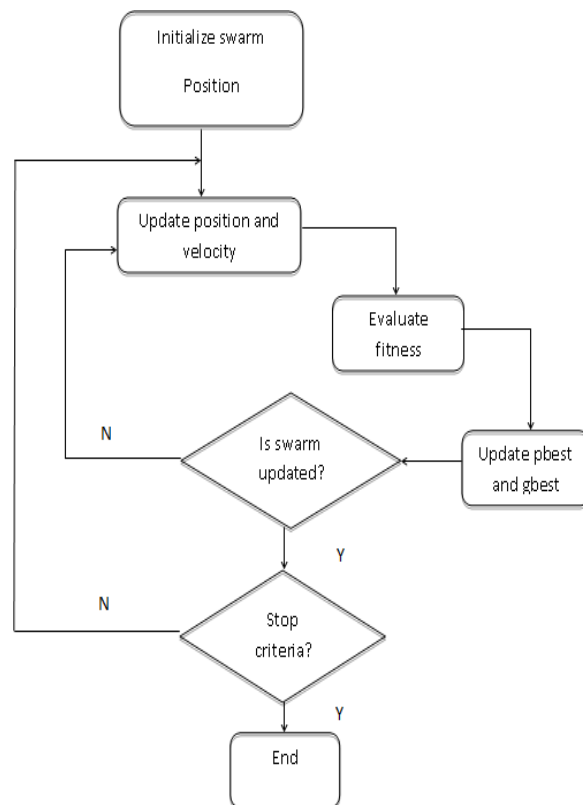 Initialize swarm
Position
Update position and
velocity
Evaluate
fitness
Update pbest
and gbest
Is swarm
updated?
N
Y
Stop
criteria?
N
Y
End